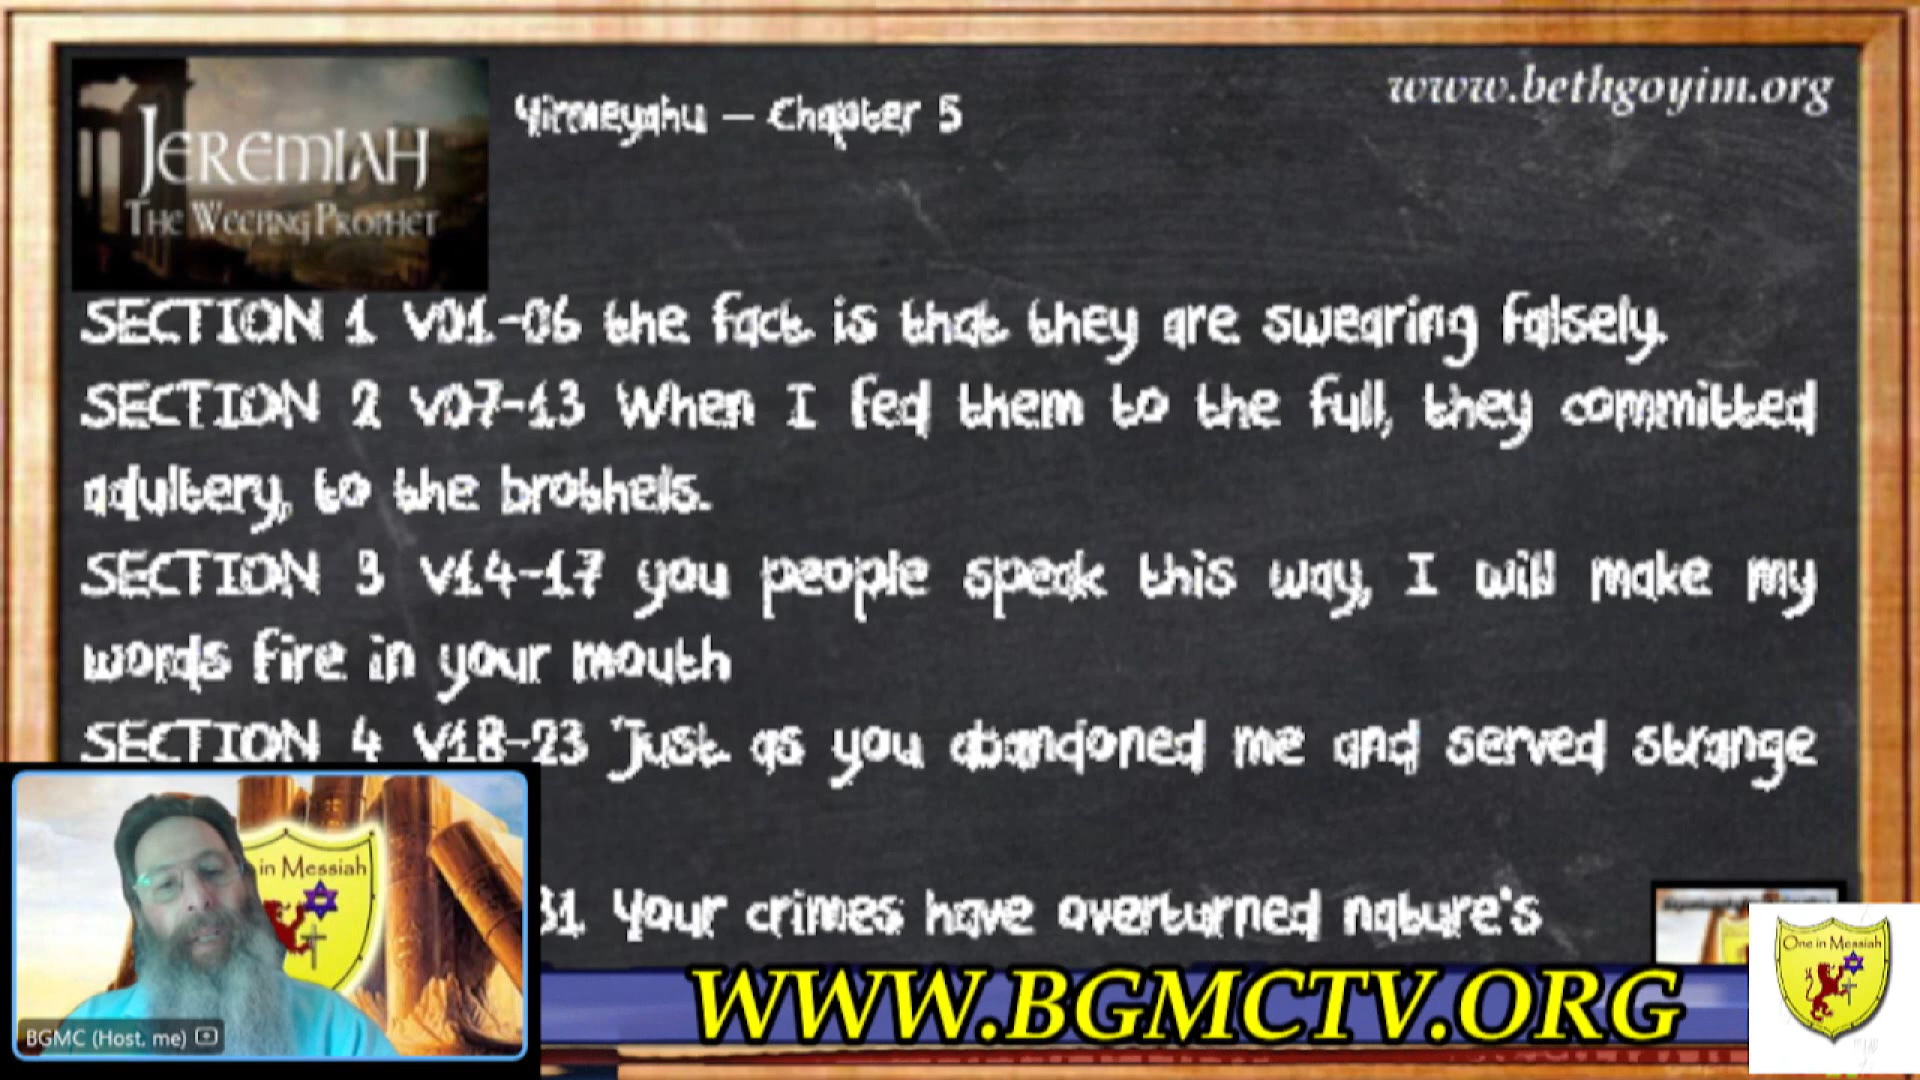 JEREMIAH
THE WEEPING PROPHET
Yirmeyahu – Chapter 5
www.bethgoyim.org
SECTION 1 V01-06 the fact is that they are swearing falsely.
SECTION 2 V07-13 When I fed them to the full, they committed
adultery, to the brothels.
SECTION 3 V14-17 you people speak this way, I will make my
words fire in your mouth
SECTION 4 V18-23 Just as you abandoned me and served strange
31 Your crimes have overturned nature's
in Messiah
BGMC (Host, me)
WWW.BGMCTV.ORG
One in Messiah